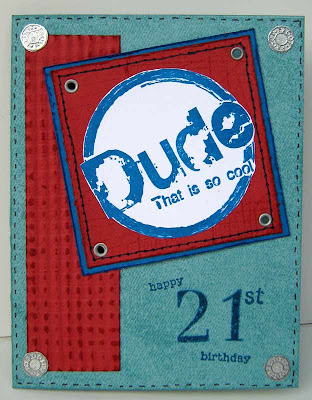 Dude
That is so cool
happy
21st
birthday